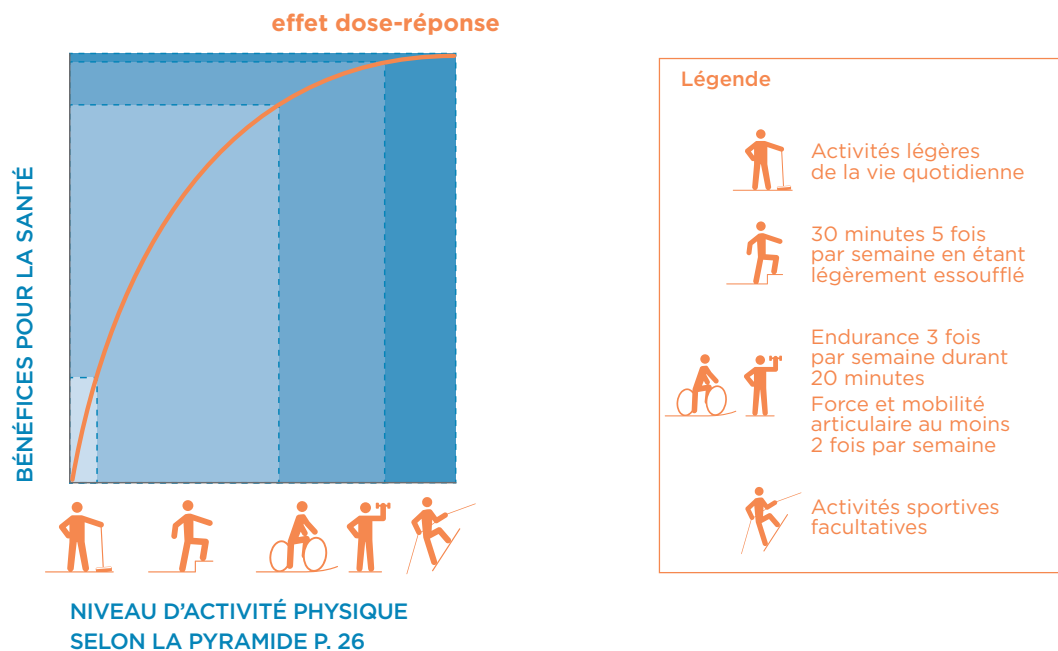 effet dose-réponse
BÉNÉFICES POUR LA SANTÉ
NIVEAU D’ACTIVITÉ PHYSIQUE
SELON LA PYRAMIDE P. 26
Légende
Activités légères
de la vie quotidienne
30 minutes 5 fois
par semaine en étant
légèrement essoufflé
Endurance 3 fois
par semaine durant
20 minutes
Force et mobilité
articulaire au moins
2 fois par semaine
Activités sportives
facultatives